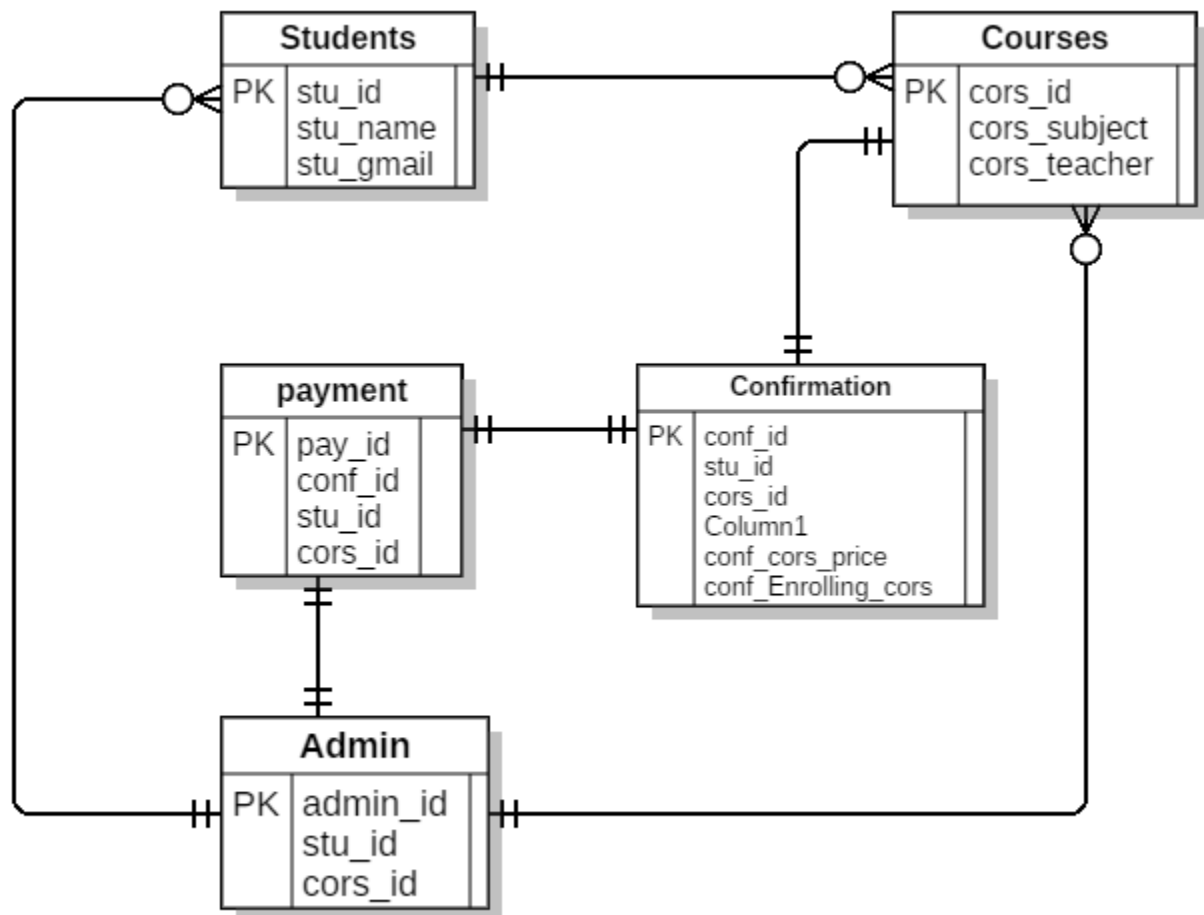 Students
PK stu_id
stu_name
stu_gmail
Courses
PK cors_id
cors_subject
cors_teacher
payment
PK pay_id
conf_id
stu_id
cors_id
Confirmation
PK conf_id
stu_id
cors_id
Column1
conf_cors_price
conf_Enrolling_cors
Admin
PK admin_id
stu_id
cors_id